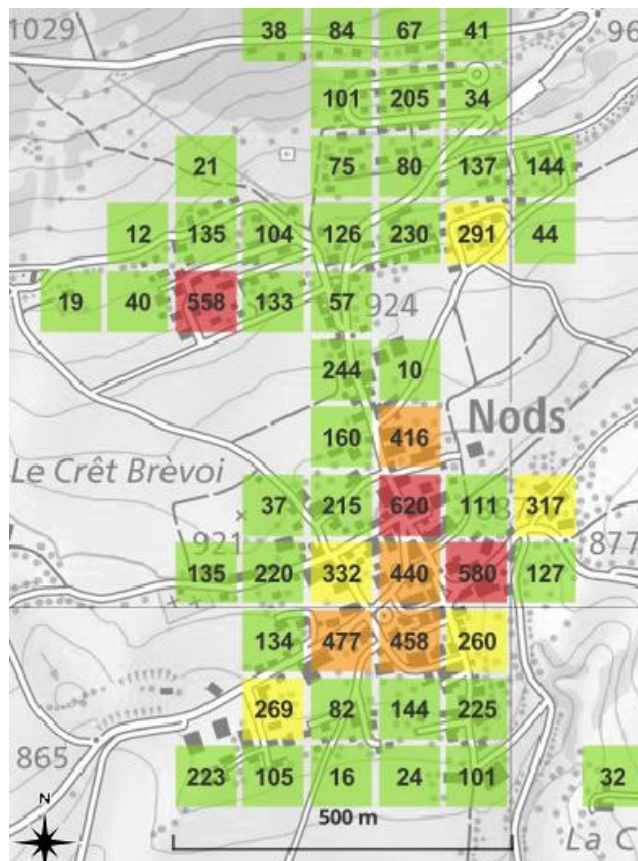 1029 38 84 67 41 96
101 205 34
21 75 80 137 144
12 135 104 126 230 291 44
19 40 558 133 57 924
244 10
160 416 Nods
Le Crêt Brèvoi
37 215 620 111 317
921 877
135 220 332 440 580 127
134 477 458 260
269 82 144 225
865
223 105 16 24 101 32
N
500 m
La C